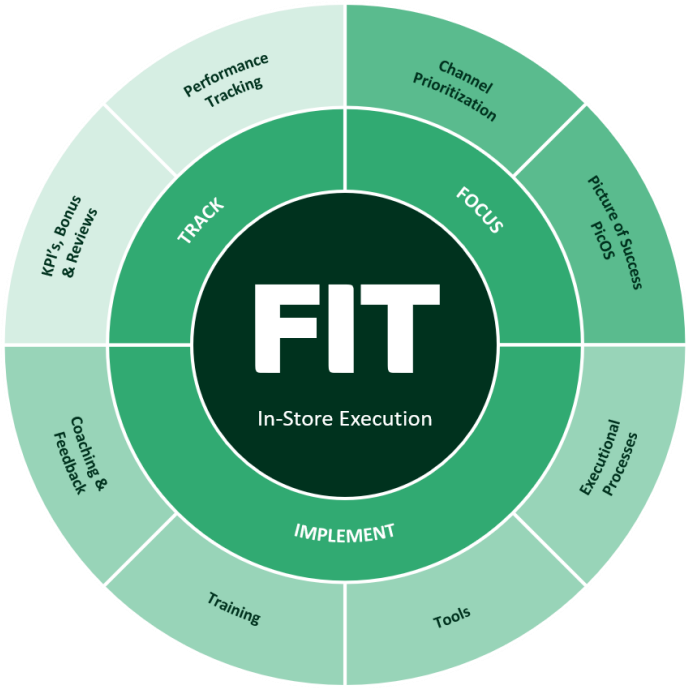 FIT
In-Store Execution
FOCUS
IMPLEMENT
TRACK
Channel
Prioritization
Picture of Success
PicOS
Executional
Processes
Tools
Training
Coaching &
Feedback
KPI's, Bonus
& Reviews
Performance
Tracking